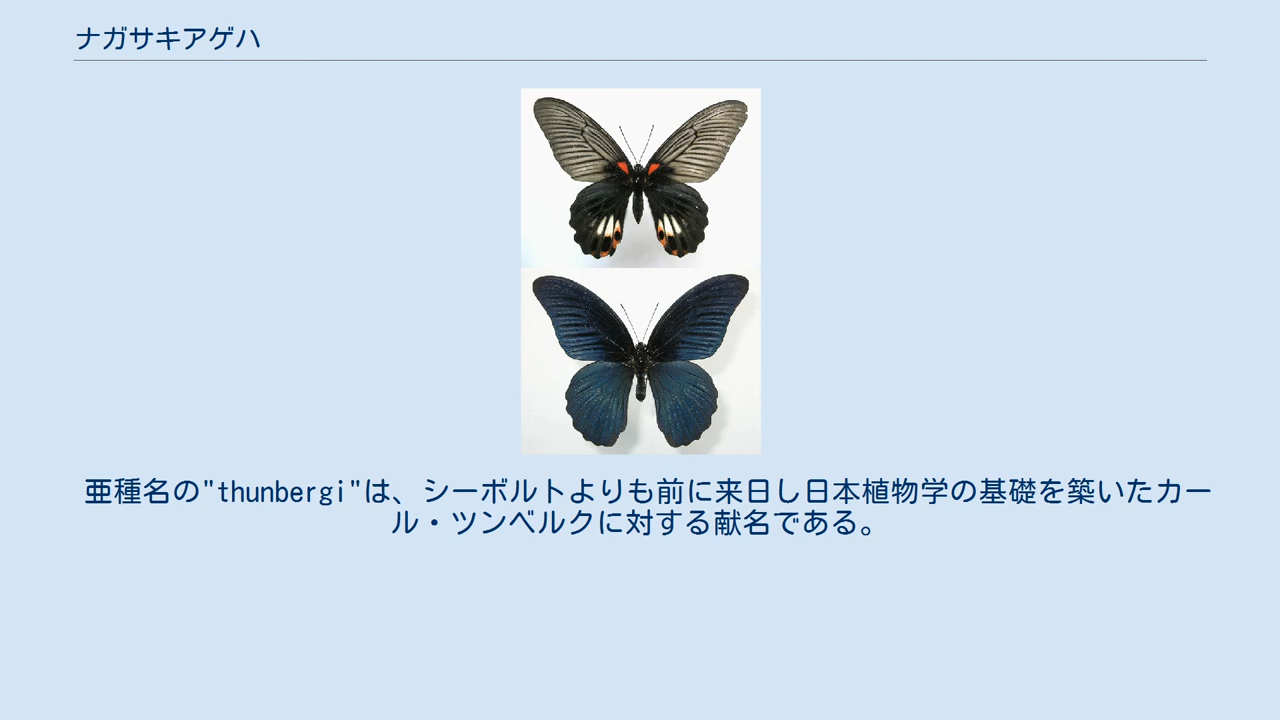 ナガサキアゲハ
亜種名の"thunbergi"は、シーボルトよりも前に来日し日本植物学の基礎を築いたカー
ル・ツンベルクに対する献名である。